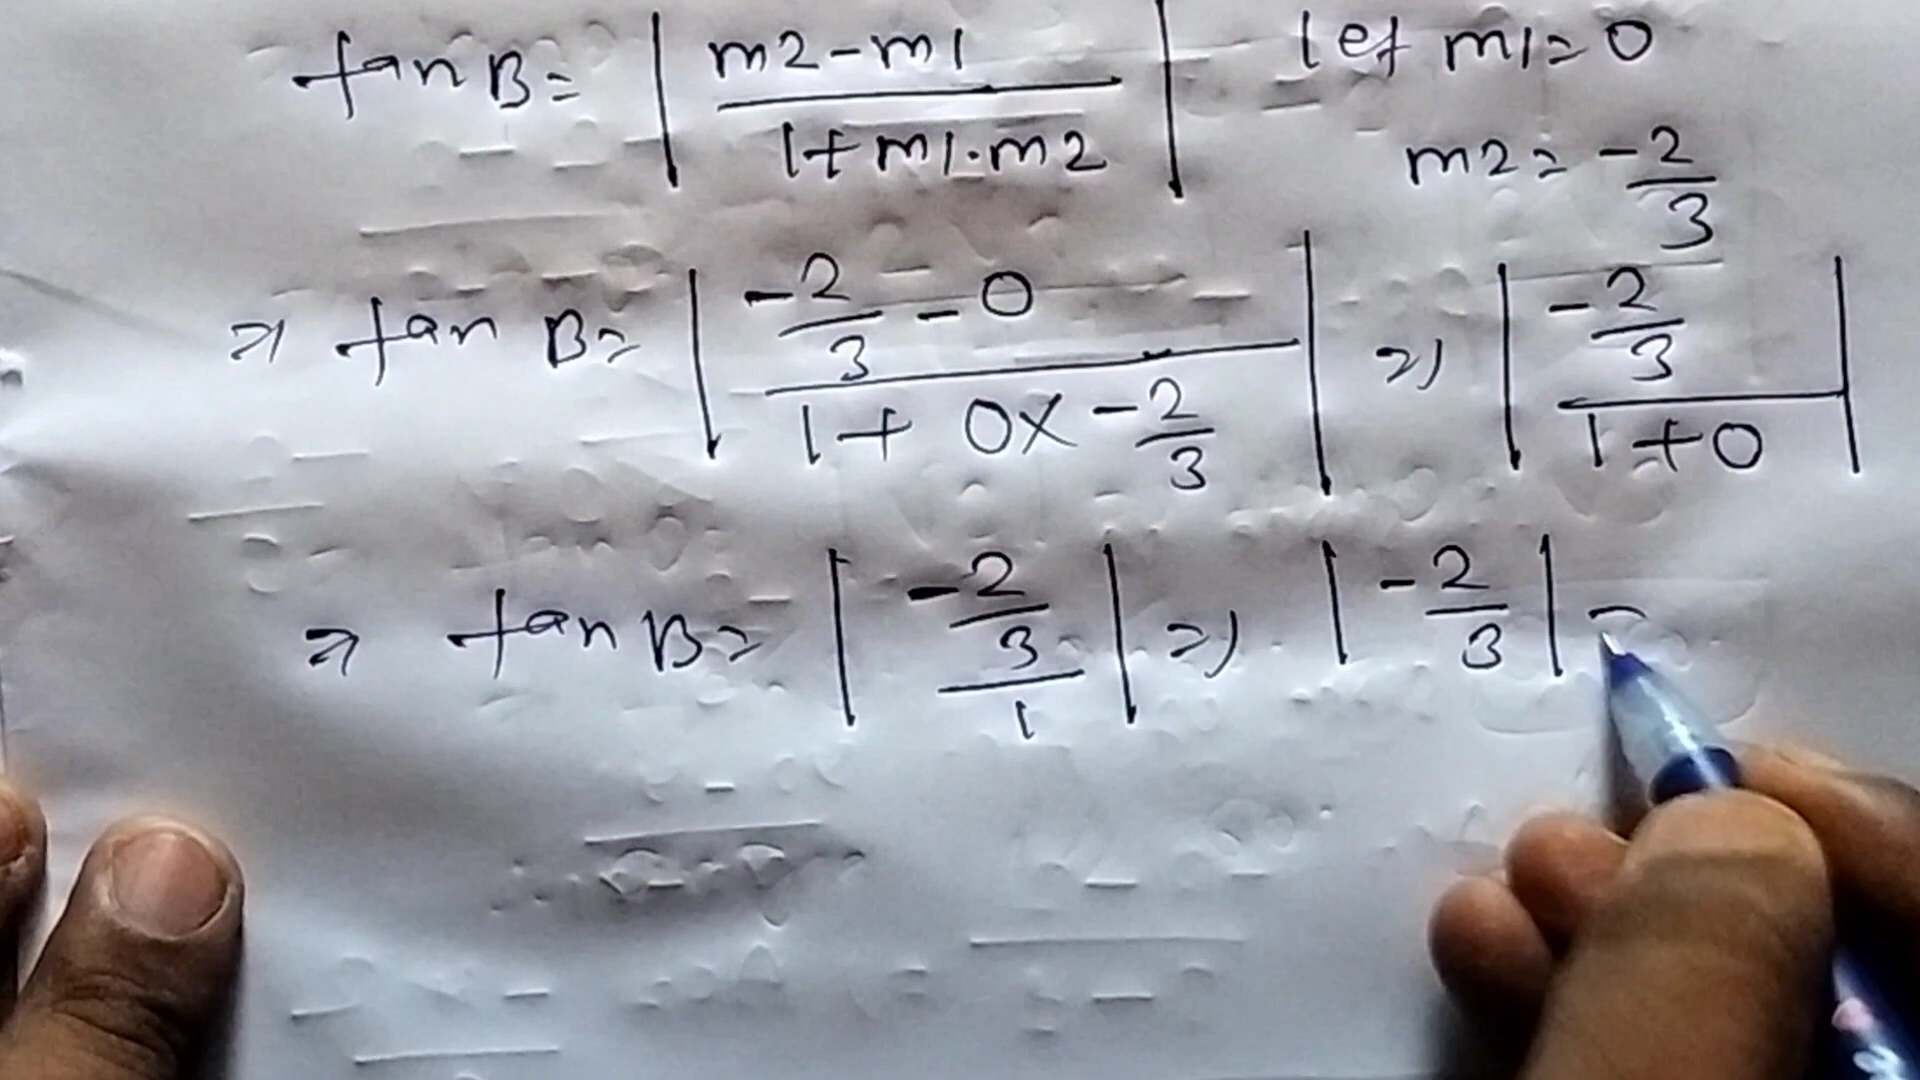 tan B = | m2 - m1 / 1 + m1.m2 | let m1 = 0
m2 = -2/3
⇒ tan B = | -2/3 - 0 / 1 + 0 x -2/3 | ⇒ | -2/3 / 1 + 0 |
⇒ tan B = | -2/3 / 1 | ⇒ | -2/3 | =